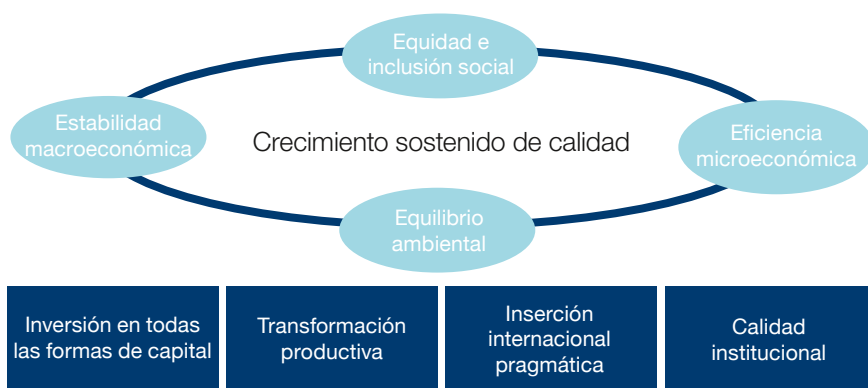 Equidad e
inclusión social
Estabilidad
macroeconómica
Crecimiento sostenido de calidad
Eficiencia
microeconómica
Equilibrio
ambiental
Inversión en todas
las formas de capital
Transformación
productiva
Inserción
internacional
pragmática
Calidad
institucional